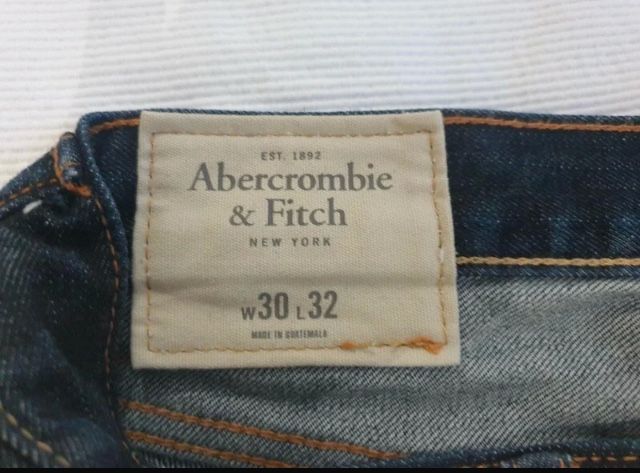 EST. 1892
Abercrombie
& Fitch
NEW YORK
W30 L32
MADE IN GUATEMALA